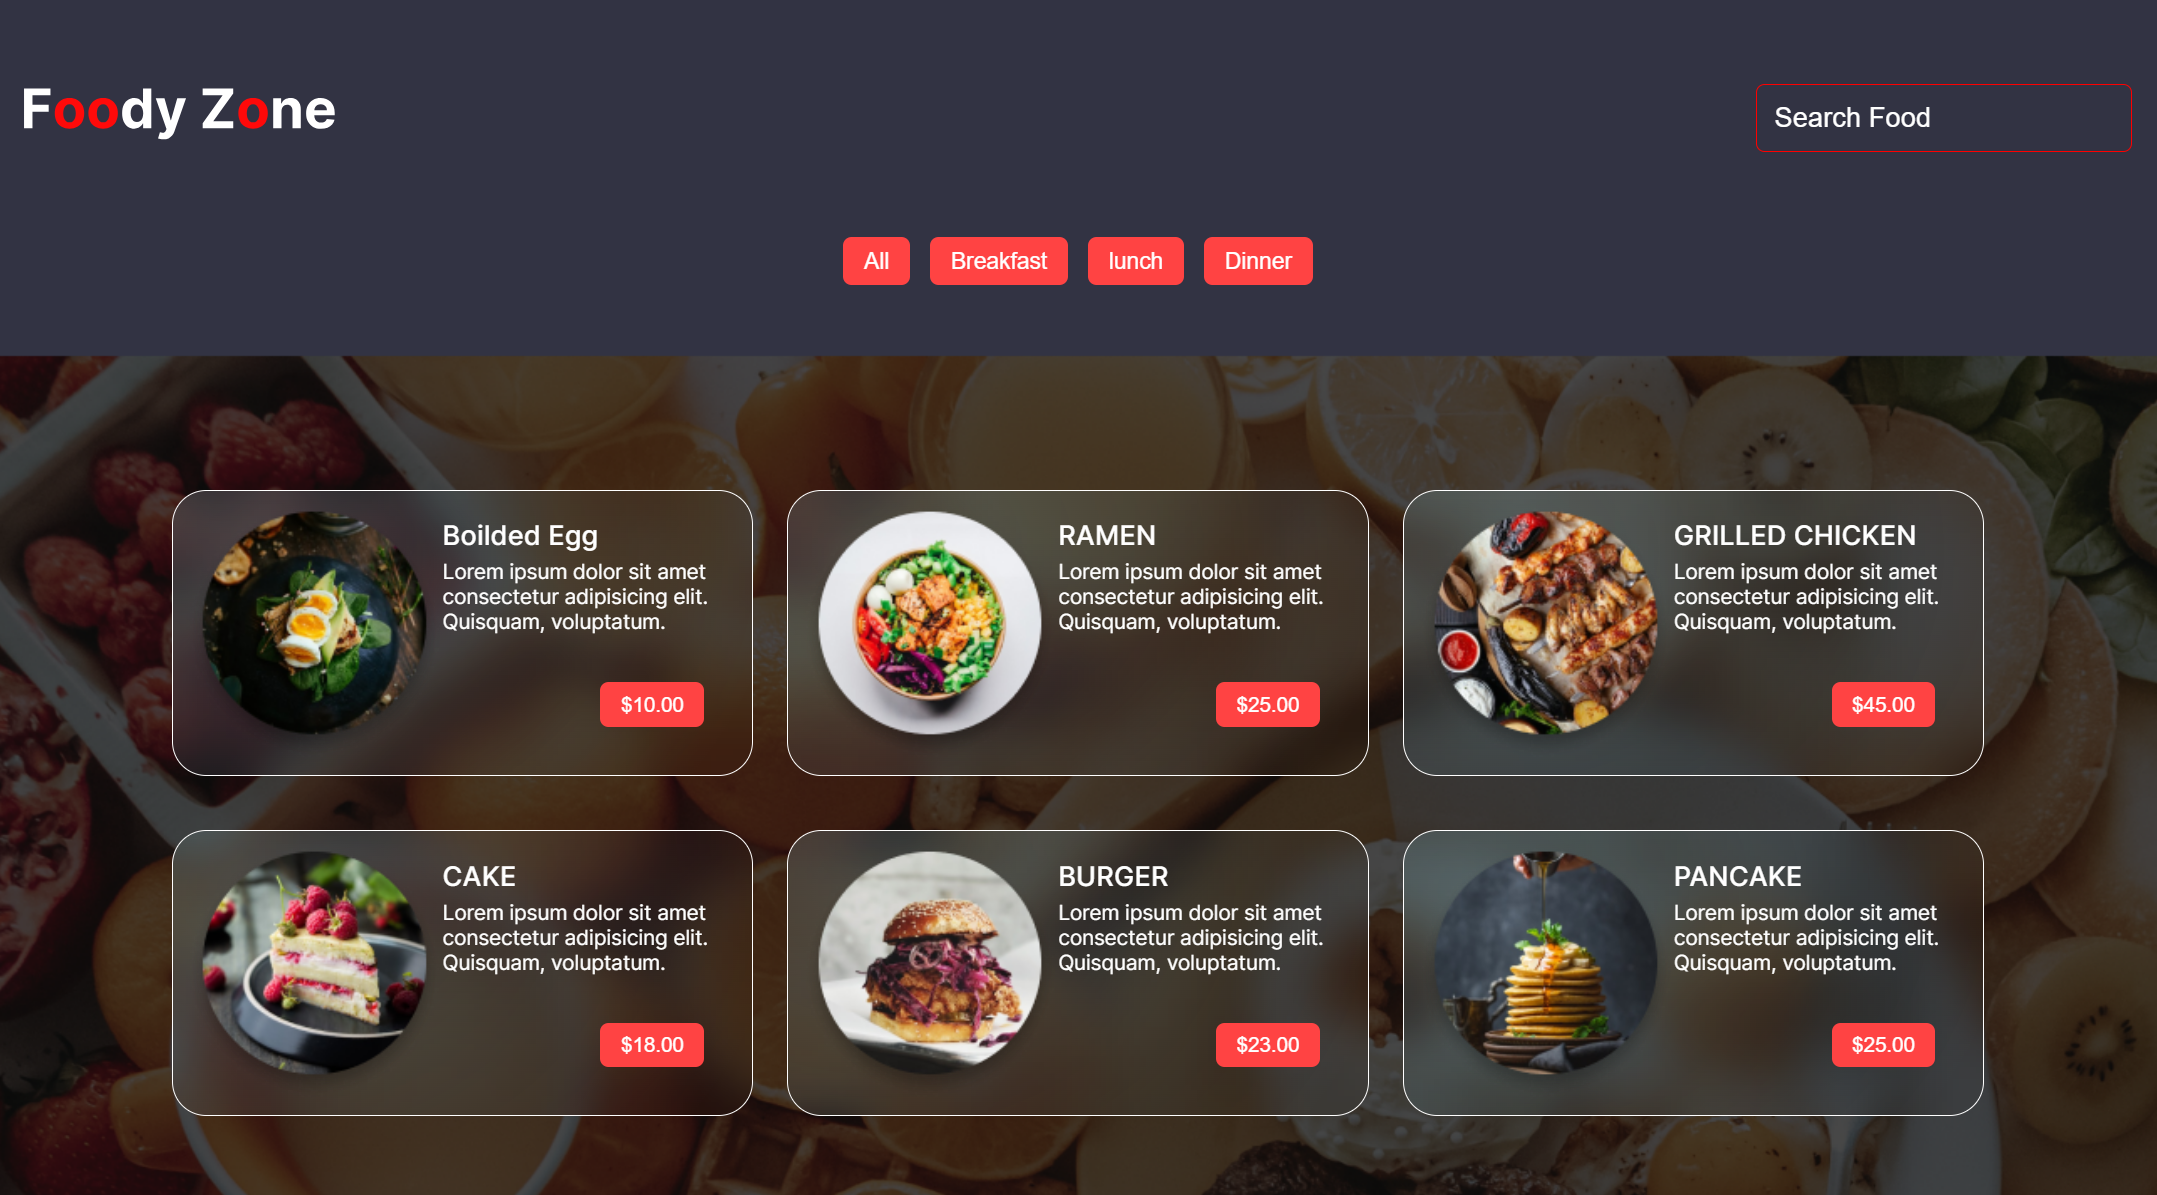 Foody Zone
Search Food
All
Breakfast
lunch
Dinner
Boilded Egg
Lorem ipsum dolor sit amet
consectetur adipisicing elit.
Quisquam, voluptatum.
$10.00
RAMEN
Lorem ipsum dolor sit amet
consectetur adipisicing elit.
Quisquam, voluptatum.
$25.00
GRILLED CHICKEN
Lorem ipsum dolor sit amet
consectetur adipisicing elit.
Quisquam, voluptatum.
$45.00
CAKE
Lorem ipsum dolor sit amet
consectetur adipisicing elit.
Quisquam, voluptatum.
$18.00
BURGER
Lorem ipsum dolor sit amet
consectetur adipisicing elit.
Quisquam, voluptatum.
$23.00
PANCAKE
Lorem ipsum dolor sit amet
consectetur adipisicing elit.
Quisquam, voluptatum.
$25.00